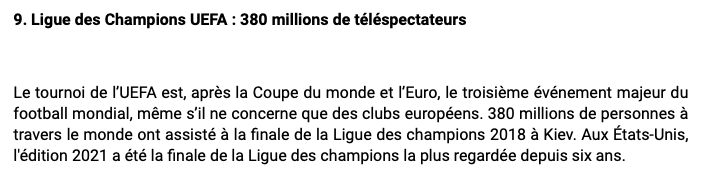 9. Ligue des Champions UEFA : 380 millions de téléspectateurs
Le tournoi de l’UEFA est, après la Coupe du monde et l’Euro, le troisième événement majeur du
football mondial, même s’il ne concerne que des clubs européens. 380 millions de personnes à
travers le monde ont assisté à la finale de la Ligue des champions 2018 à Kiev. Aux États-Unis,
l'édition 2021 a été la finale de la Ligue des champions la plus regardée depuis six ans.